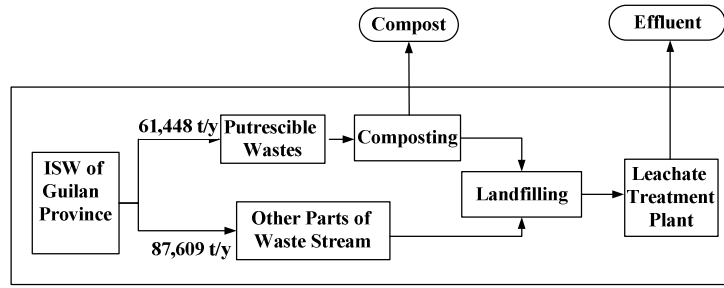 Compost
Effluent
61,448 t/y
Putrescible
Wastes
Composting
ISW of
Guilan
Province
Landfilling
Leachate
Treatment
Plant
Other Parts of
Waste Stream
87,609 t/y